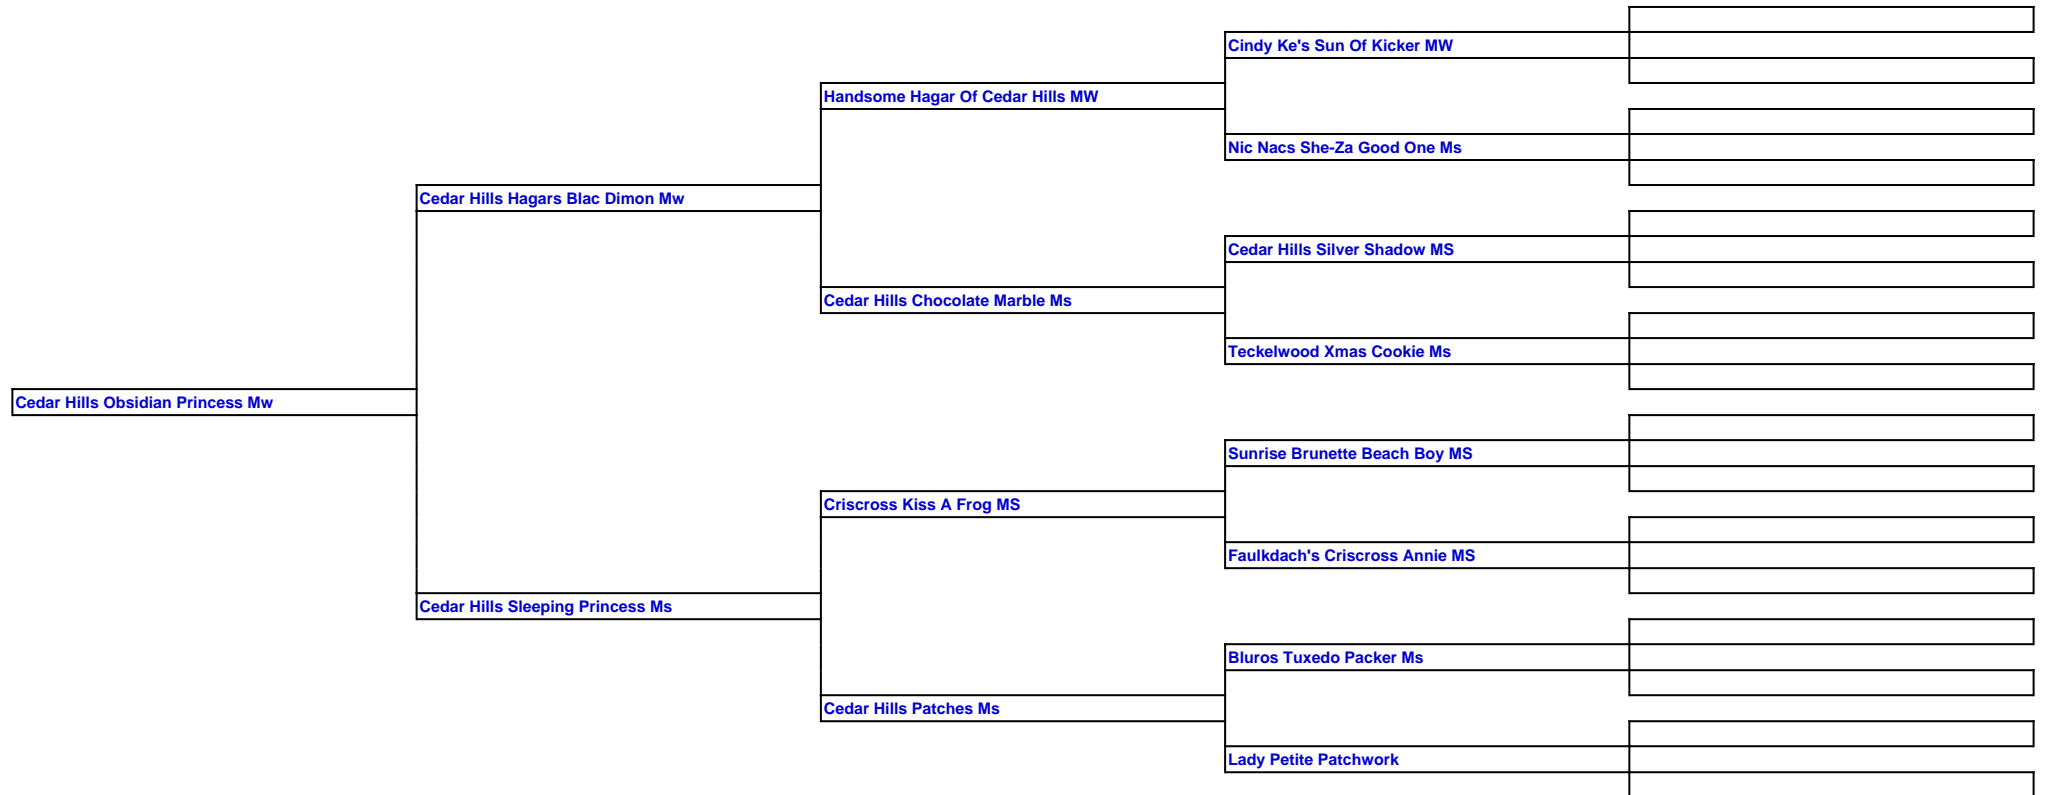 Cindy Ke's Sun Of Kicker MW
Handsome Hagar Of Cedar Hills MW
Nic Nacs She-Za Good One Ms
Cedar Hills Hagars Blac Dimon Mw
Cedar Hills Silver Shadow MS
Cedar Hills Chocolate Marble Ms
Teckelwood Xmas Cookie Ms
Cedar Hills Obsidian Princess Mw
Sunrise Brunette Beach Boy MS
Criscross Kiss A Frog MS
Faulkdach's Criscross Annie MS
Cedar Hills Sleeping Princess Ms
Bluros Tuxedo Packer Ms
Cedar Hills Patches Ms
Lady Petite Patchwork